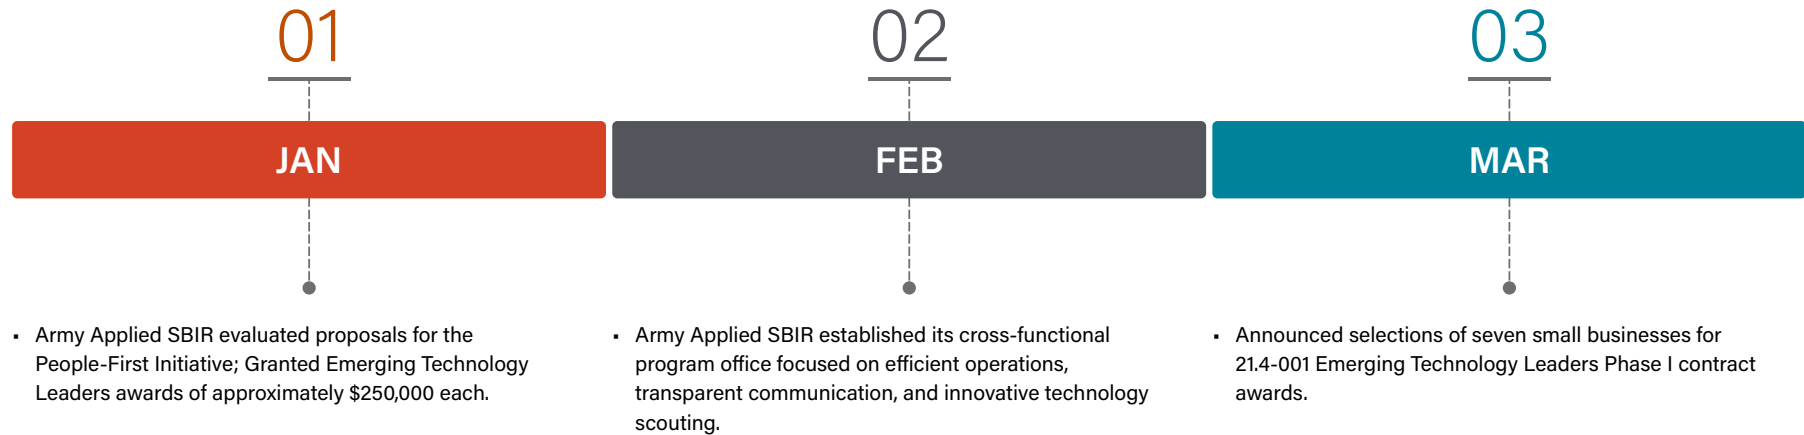 01
JAN
▪ Army Applied SBIR evaluated proposals for the
People-First Initiative; Granted Emerging Technology
Leaders awards of approximately $250,000 each.
02
FEB
▪ Army Applied SBIR established its cross-functional
program office focused on efficient operations,
transparent communication, and innovative technology
scouting.
03
MAR
▪ Announced selections of seven small businesses for
21.4-001 Emerging Technology Leaders Phase I contract
awards.